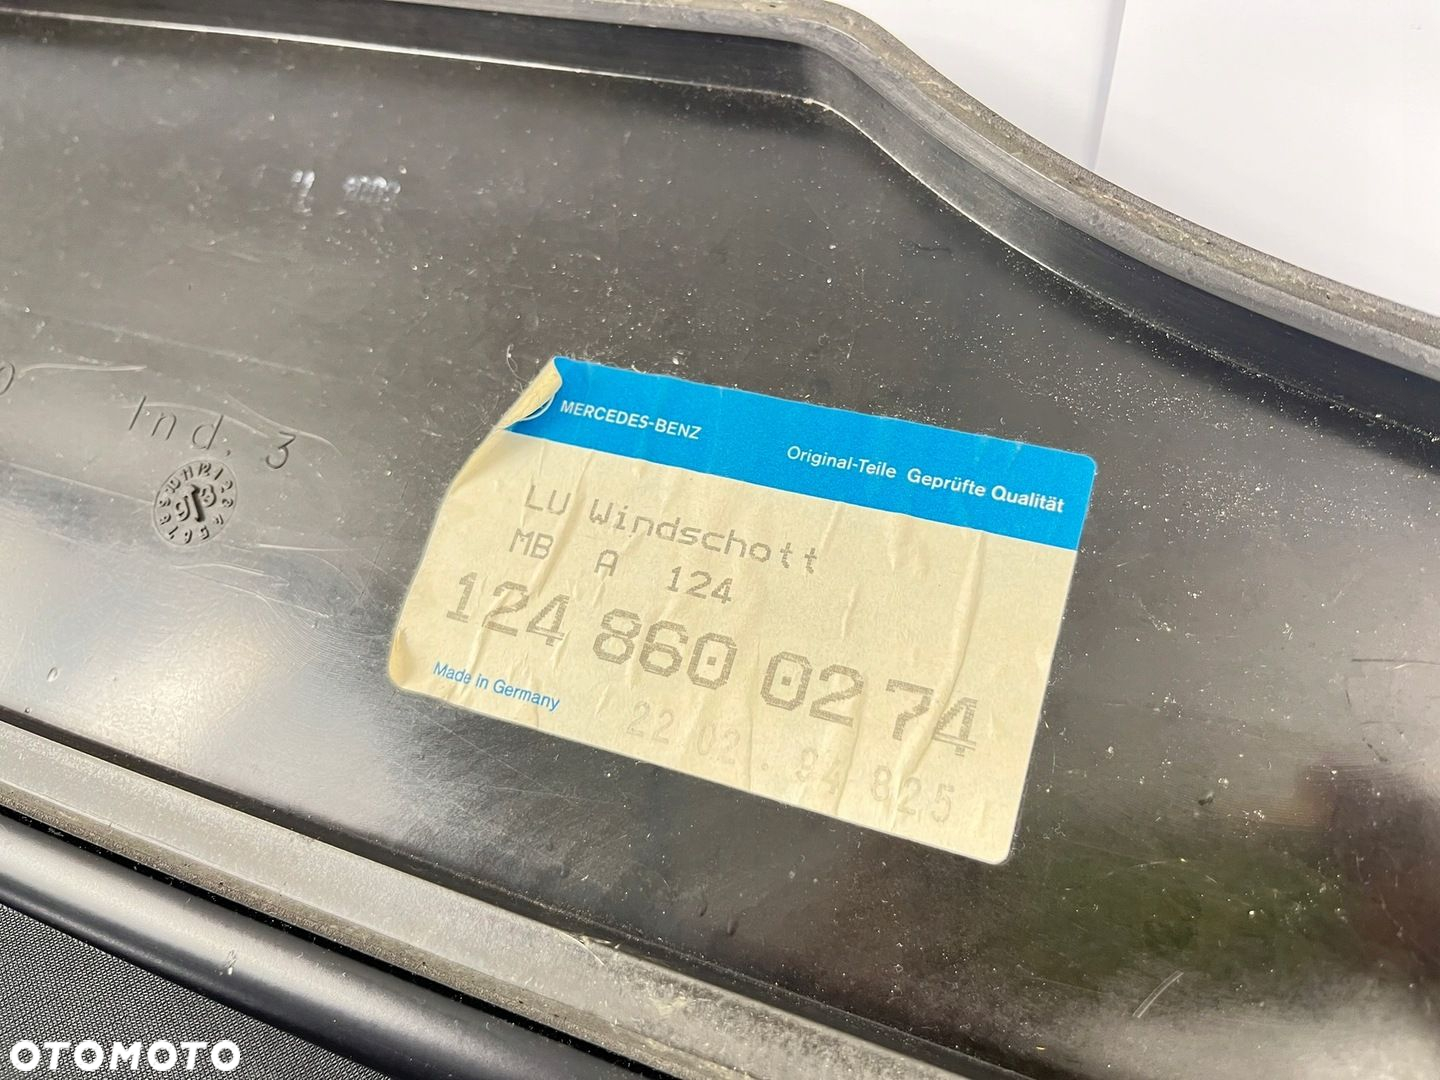 Ind. 3
MERCEDES-BENZ
Original-Teile Geprüfte Qualität
LU Windschott
MB A 124
124 860 02 74
Made in Germany
22.02.94 825
OTOMOTO